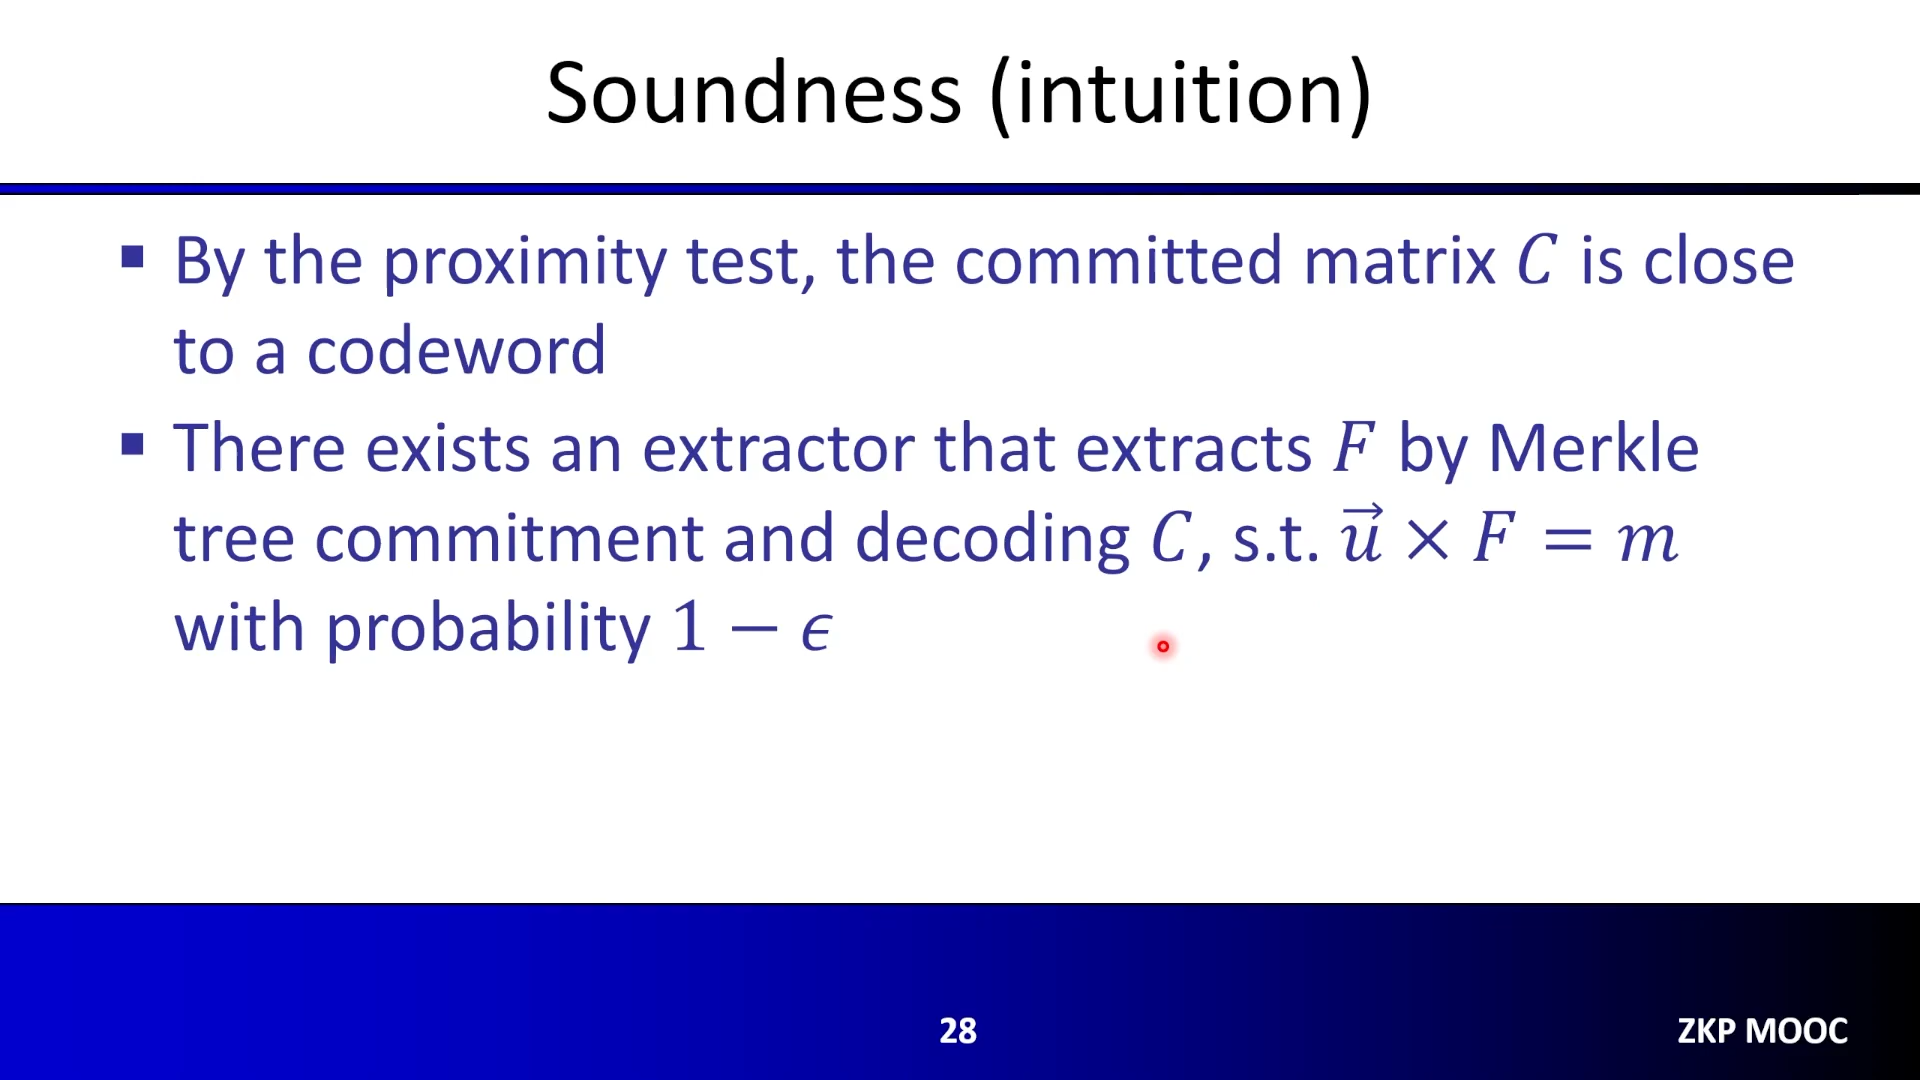 Soundness (intuition)
▪ By the proximity test, the committed matrix 𝐶 is close
to a codeword
▪ There exists an extractor that extracts 𝐹 by Merkle
tree commitment and decoding 𝐶, s.t. 𝑢⃗ × 𝐹 = 𝑚
with probability 1 − 𝜖
28
ZKP MOOC